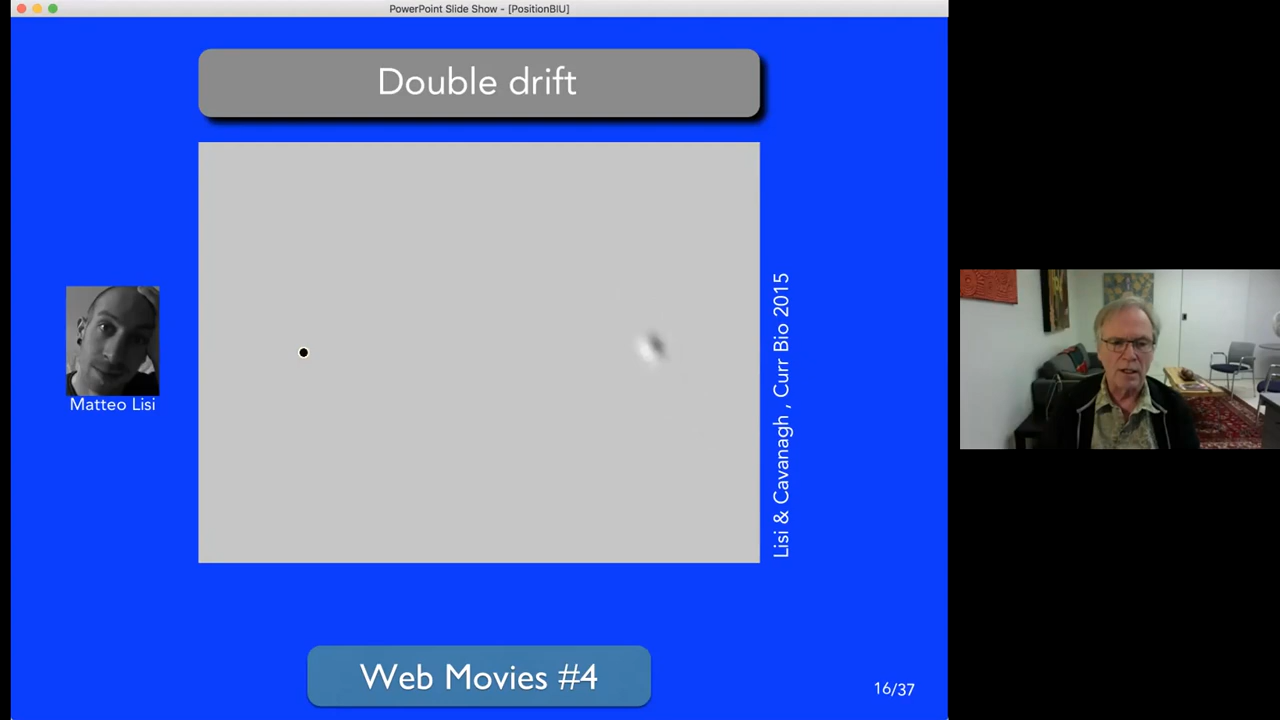 PowerPoint Slide Show - [PositionBIU]
Double drift
Matteo Lisi
Lisi & Cavanagh , Curr Bio 2015
Web Movies #4
16/37